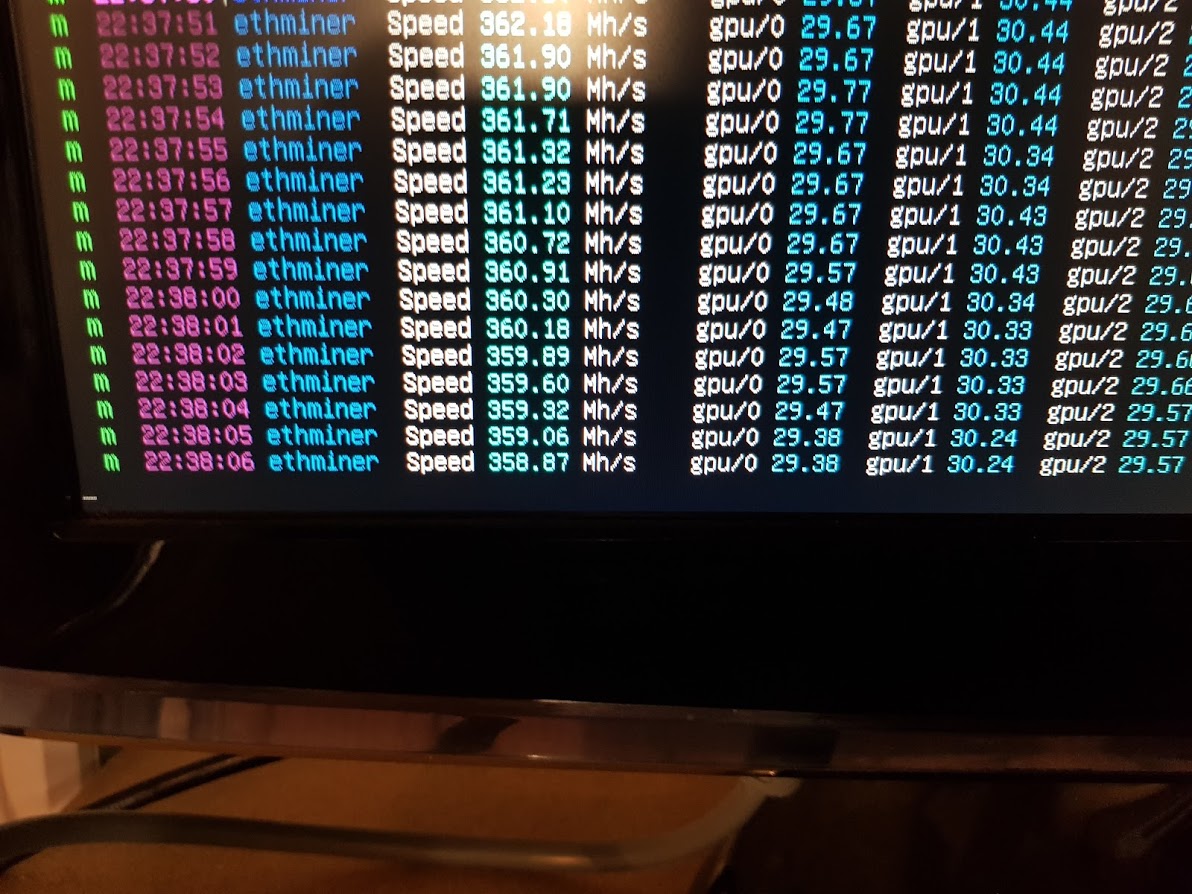 m 22:37:51 ethminer Speed 362.18 Mh/s gpu/0 29.67 gpu/1 30.44 gpu/2
m 22:37:52 ethminer Speed 361.90 Mh/s gpu/0 29.67 gpu/1 30.44 gpu/2
m 22:37:53 ethminer Speed 361.90 Mh/s gpu/0 29.77 gpu/1 30.44 gpu/2
m 22:37:54 ethminer Speed 361.71 Mh/s gpu/0 29.77 gpu/1 30.44 gpu/2
m 22:37:55 ethminer Speed 361.32 Mh/s gpu/0 29.67 gpu/1 30.34 gpu/2 29
m 22:37:56 ethminer Speed 361.23 Mh/s gpu/0 29.67 gpu/1 30.34 gpu/2 29
m 22:37:57 ethminer Speed 361.10 Mh/s gpu/0 29.67 gpu/1 30.43 gpu/2 29.
m 22:37:58 ethminer Speed 360.72 Mh/s gpu/0 29.67 gpu/1 30.43 gpu/2 29.
m 22:37:59 ethminer Speed 360.91 Mh/s gpu/0 29.57 gpu/1 30.43 gpu/2 29.
m 22:38:00 ethminer Speed 360.30 Mh/s gpu/0 29.48 gpu/1 30.34 gpu/2 29.6
m 22:38:01 ethminer Speed 360.18 Mh/s gpu/0 29.47 gpu/1 30.33 gpu/2 29.6
m 22:38:02 ethminer Speed 359.89 Mh/s gpu/0 29.57 gpu/1 30.33 gpu/2 29.66
m 22:38:03 ethminer Speed 359.60 Mh/s gpu/0 29.57 gpu/1 30.33 gpu/2 29.66
m 22:38:04 ethminer Speed 359.32 Mh/s gpu/0 29.47 gpu/1 30.33 gpu/2 29.57
m 22:38:05 ethminer Speed 359.06 Mh/s gpu/0 29.38 gpu/1 30.24 gpu/2 29.57
m 22:38:06 ethminer Speed 358.87 Mh/s gpu/0 29.38 gpu/1 30.24 gpu/2 29.57